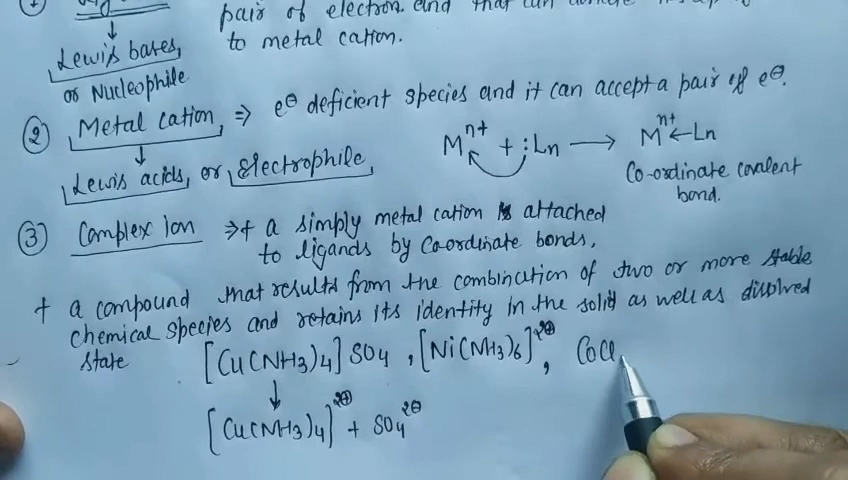 ①
pair of electron and that can
Lewis bases,
to metal cation.
or Nucleophile
② Metal cation, ⇒ e⊖ deficient species and it can accept a pair of e⊖.
↓
Lewis acids, or Electrophile,
Mⁿ⁺ + :Ln ⟶ Mⁿ⁺←Ln
Co-ordinate covalent
bond.
③ Complex ion ⇒ + a simply metal cation is attached
to ligands by Coordinate bonds,
+ a compound that results from the combination of two or more stable
chemical species and retains its identity in the solid as well as disolved
state
[Cu(NH3)4] SO4 , [Ni(NH3)6]²⊕ , CoCl
↓
[Cu(NH3)4]²⊕ + SO4²⊖